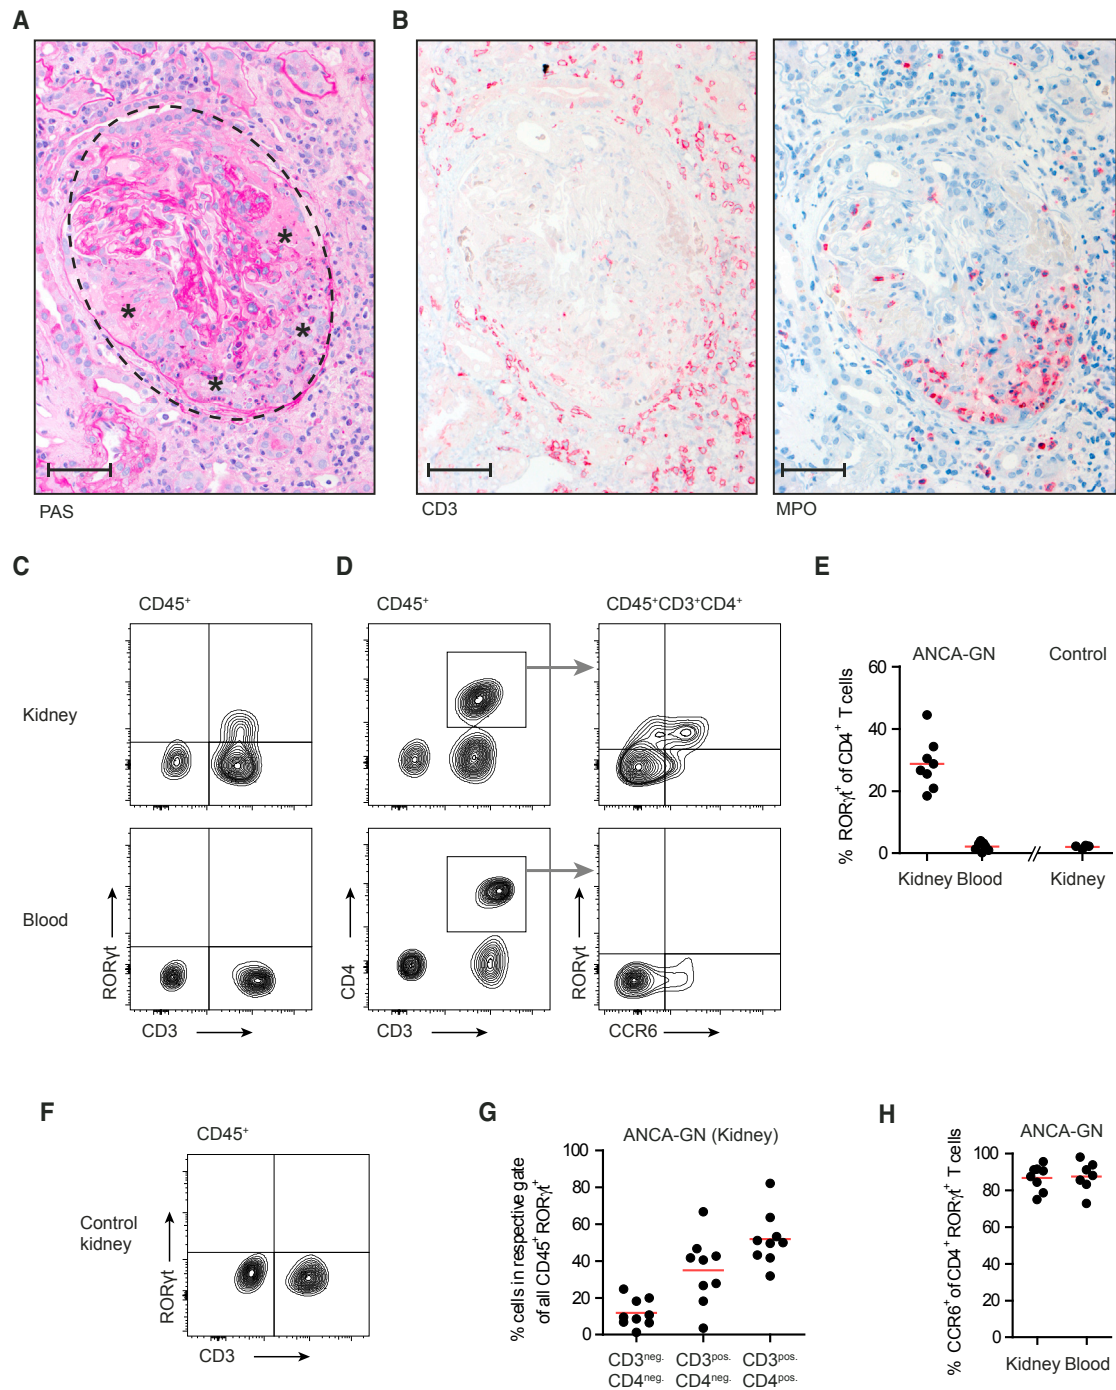 A
B
*
*
*
*
PAS
CD3
MPO
C
D
E
CD45⁺
CD45⁺
CD45⁺CD3⁺CD4⁺
Kidney
Blood
RORγt
CD3
CD4
CD3
RORγt
CCR6
ANCA-GN
Control
% RORγt⁺ of CD4⁺ T cells
60
40
20
0
Kidney Blood
Kidney
F
CD45⁺
Control
kidney
RORγt
CD3
G
ANCA-GN (Kidney)
% cells in respective gate
of all CD45⁺ RORγt⁺
100
80
60
40
20
0
CD3neg. CD3pos. CD3pos.
CD4neg. CD4neg. CD4pos.
H
ANCA-GN
% CCR6⁺ of CD4⁺ RORγt⁺ T cells
100
80
60
40
20
0
Kidney Blood